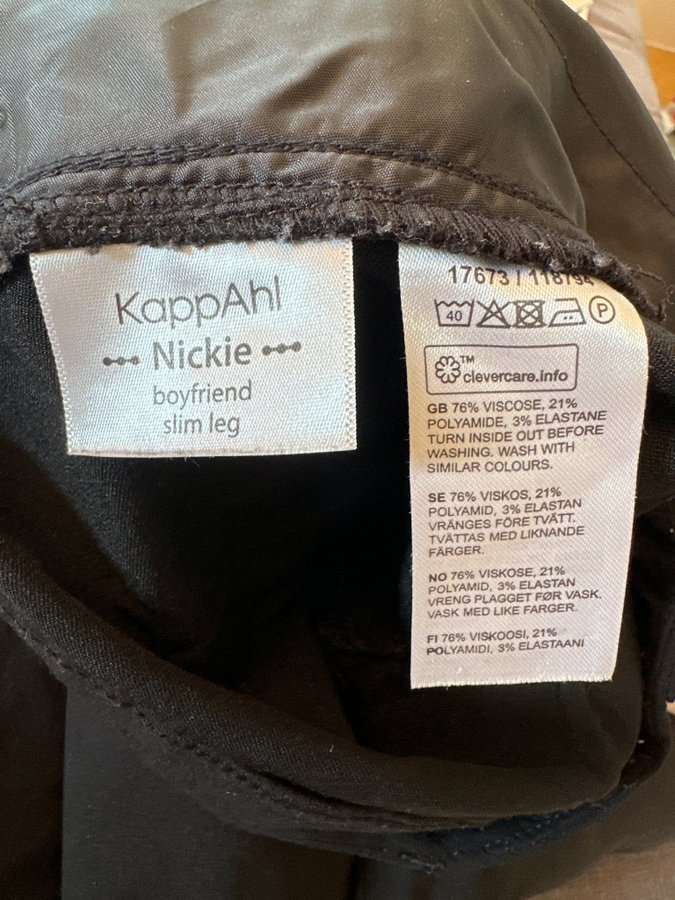 KappAhl
Nickie
boyfriend
slim leg
17673 / 118794
40
P
TM
clevercare.info
GB 76% VISCOSE, 21%
POLYAMIDE, 3% ELASTANE
TURN INSIDE OUT BEFORE
WASHING. WASH WITH
SIMILAR COLOURS.
SE 76% VISKOS, 21%
POLYAMID, 3% ELASTAN
VRÄNGES FÖRE TVÄTT.
TVÄTTAS MED LIKNANDE
FÄRGER.
NO 76% VISKOSE, 21%
POLYAMID, 3% ELASTAN
VRENG PLAGGET FØR VASK.
VASK MED LIKE FARGER.
FI 76% VISKOOSI, 21%
POLYAMIDI, 3% ELASTAANI